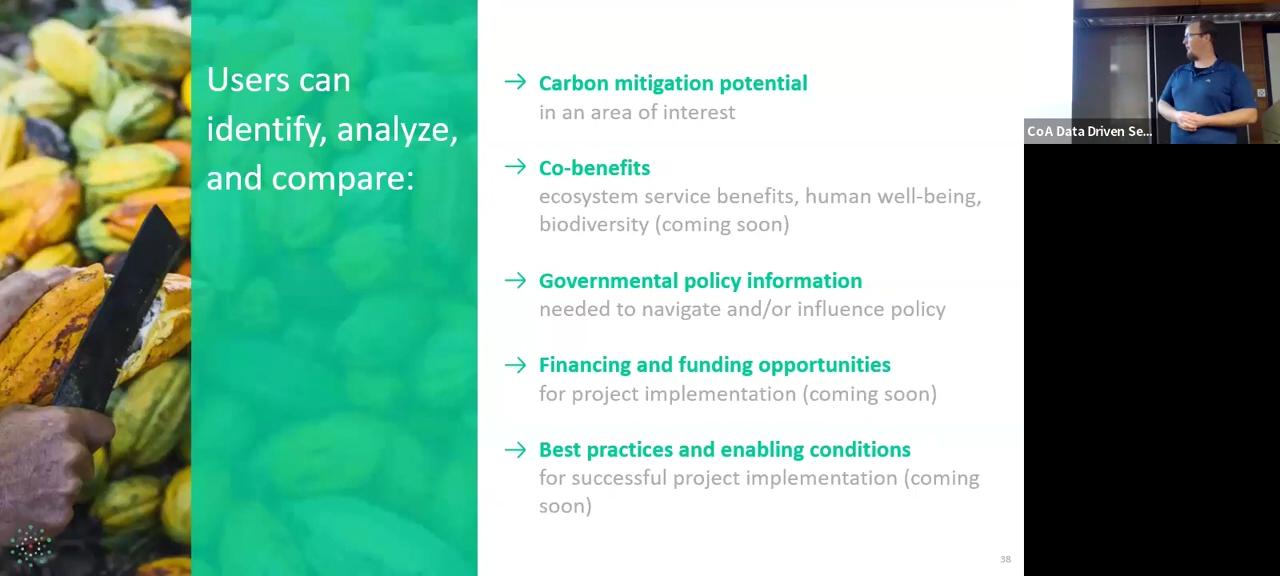 Users can
identify, analyze,
and compare:
→ Carbon mitigation potential
in an area of interest
→ Co-benefits
ecosystem service benefits, human well-being,
biodiversity (coming soon)
→ Governmental policy information
needed to navigate and/or influence policy
→ Financing and funding opportunities
for project implementation (coming soon)
→ Best practices and enabling conditions
for successful project implementation (coming
soon)
38
CoA Data Driven Se...